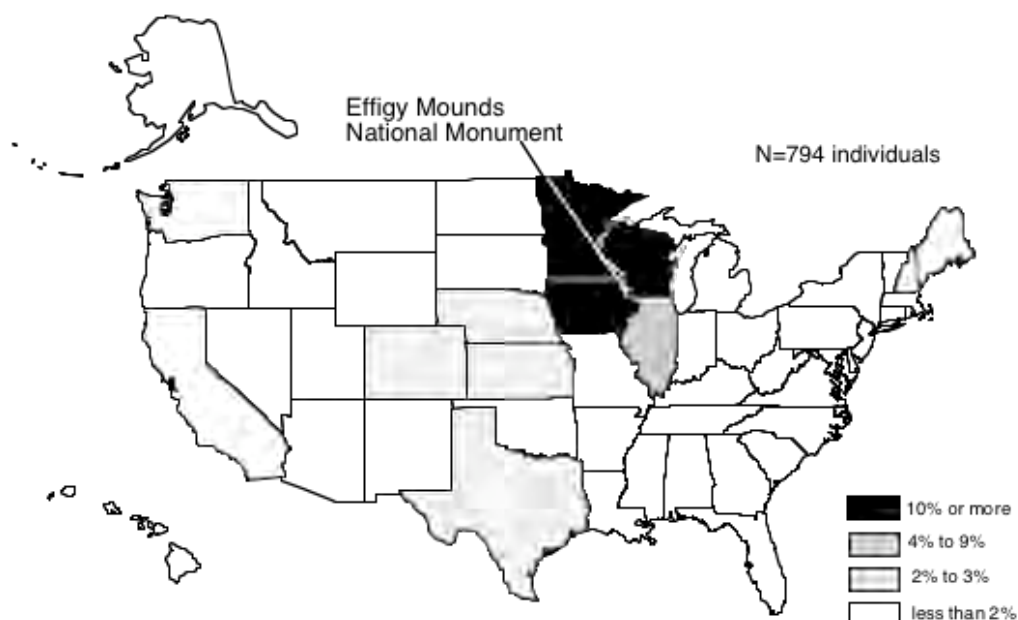 Effigy Mounds
National Monument
N=794 individuals
10% or more
4% to 9%
2% to 3%
less than 2%